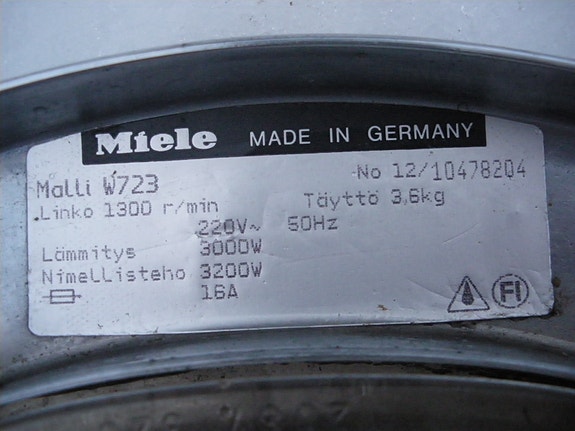 Miele MADE IN GERMANY
Malli W723 No 12/10478204
Linko 1300 r/min Täyttö 3,6kg
220V~ 50Hz
Lämmitys 3000W
Nimellisteho 3200W
16A
FI